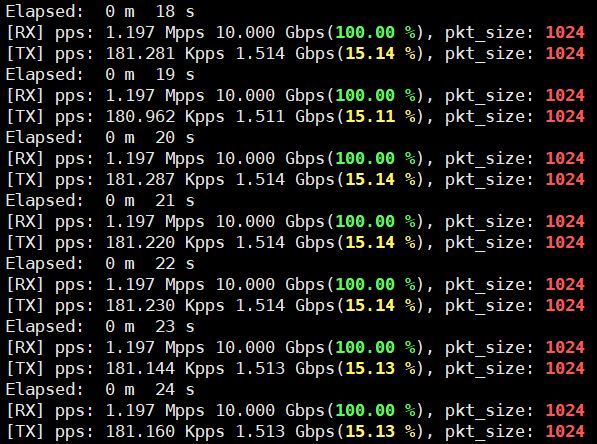 Elapsed:  0 m  18 s
[RX] pps: 1.197 Mpps 10.000 Gbps(100.00 %), pkt_size: 1024
[TX] pps: 181.281 Kpps 1.514 Gbps(15.14 %), pkt_size: 1024
Elapsed:  0 m  19 s
[RX] pps: 1.197 Mpps 10.000 Gbps(100.00 %), pkt_size: 1024
[TX] pps: 180.962 Kpps 1.511 Gbps(15.11 %), pkt_size: 1024
Elapsed:  0 m  20 s
[RX] pps: 1.197 Mpps 10.000 Gbps(100.00 %), pkt_size: 1024
[TX] pps: 181.287 Kpps 1.514 Gbps(15.14 %), pkt_size: 1024
Elapsed:  0 m  21 s
[RX] pps: 1.197 Mpps 10.000 Gbps(100.00 %), pkt_size: 1024
[TX] pps: 181.220 Kpps 1.514 Gbps(15.14 %), pkt_size: 1024
Elapsed:  0 m  22 s
[RX] pps: 1.197 Mpps 10.000 Gbps(100.00 %), pkt_size: 1024
[TX] pps: 181.230 Kpps 1.514 Gbps(15.14 %), pkt_size: 1024
Elapsed:  0 m  23 s
[RX] pps: 1.197 Mpps 10.000 Gbps(100.00 %), pkt_size: 1024
[TX] pps: 181.144 Kpps 1.513 Gbps(15.13 %), pkt_size: 1024
Elapsed:  0 m  24 s
[RX] pps: 1.197 Mpps 10.000 Gbps(100.00 %), pkt_size: 1024
[TX] pps: 181.160 Kpps 1.513 Gbps(15.13 %), pkt_size: 1024